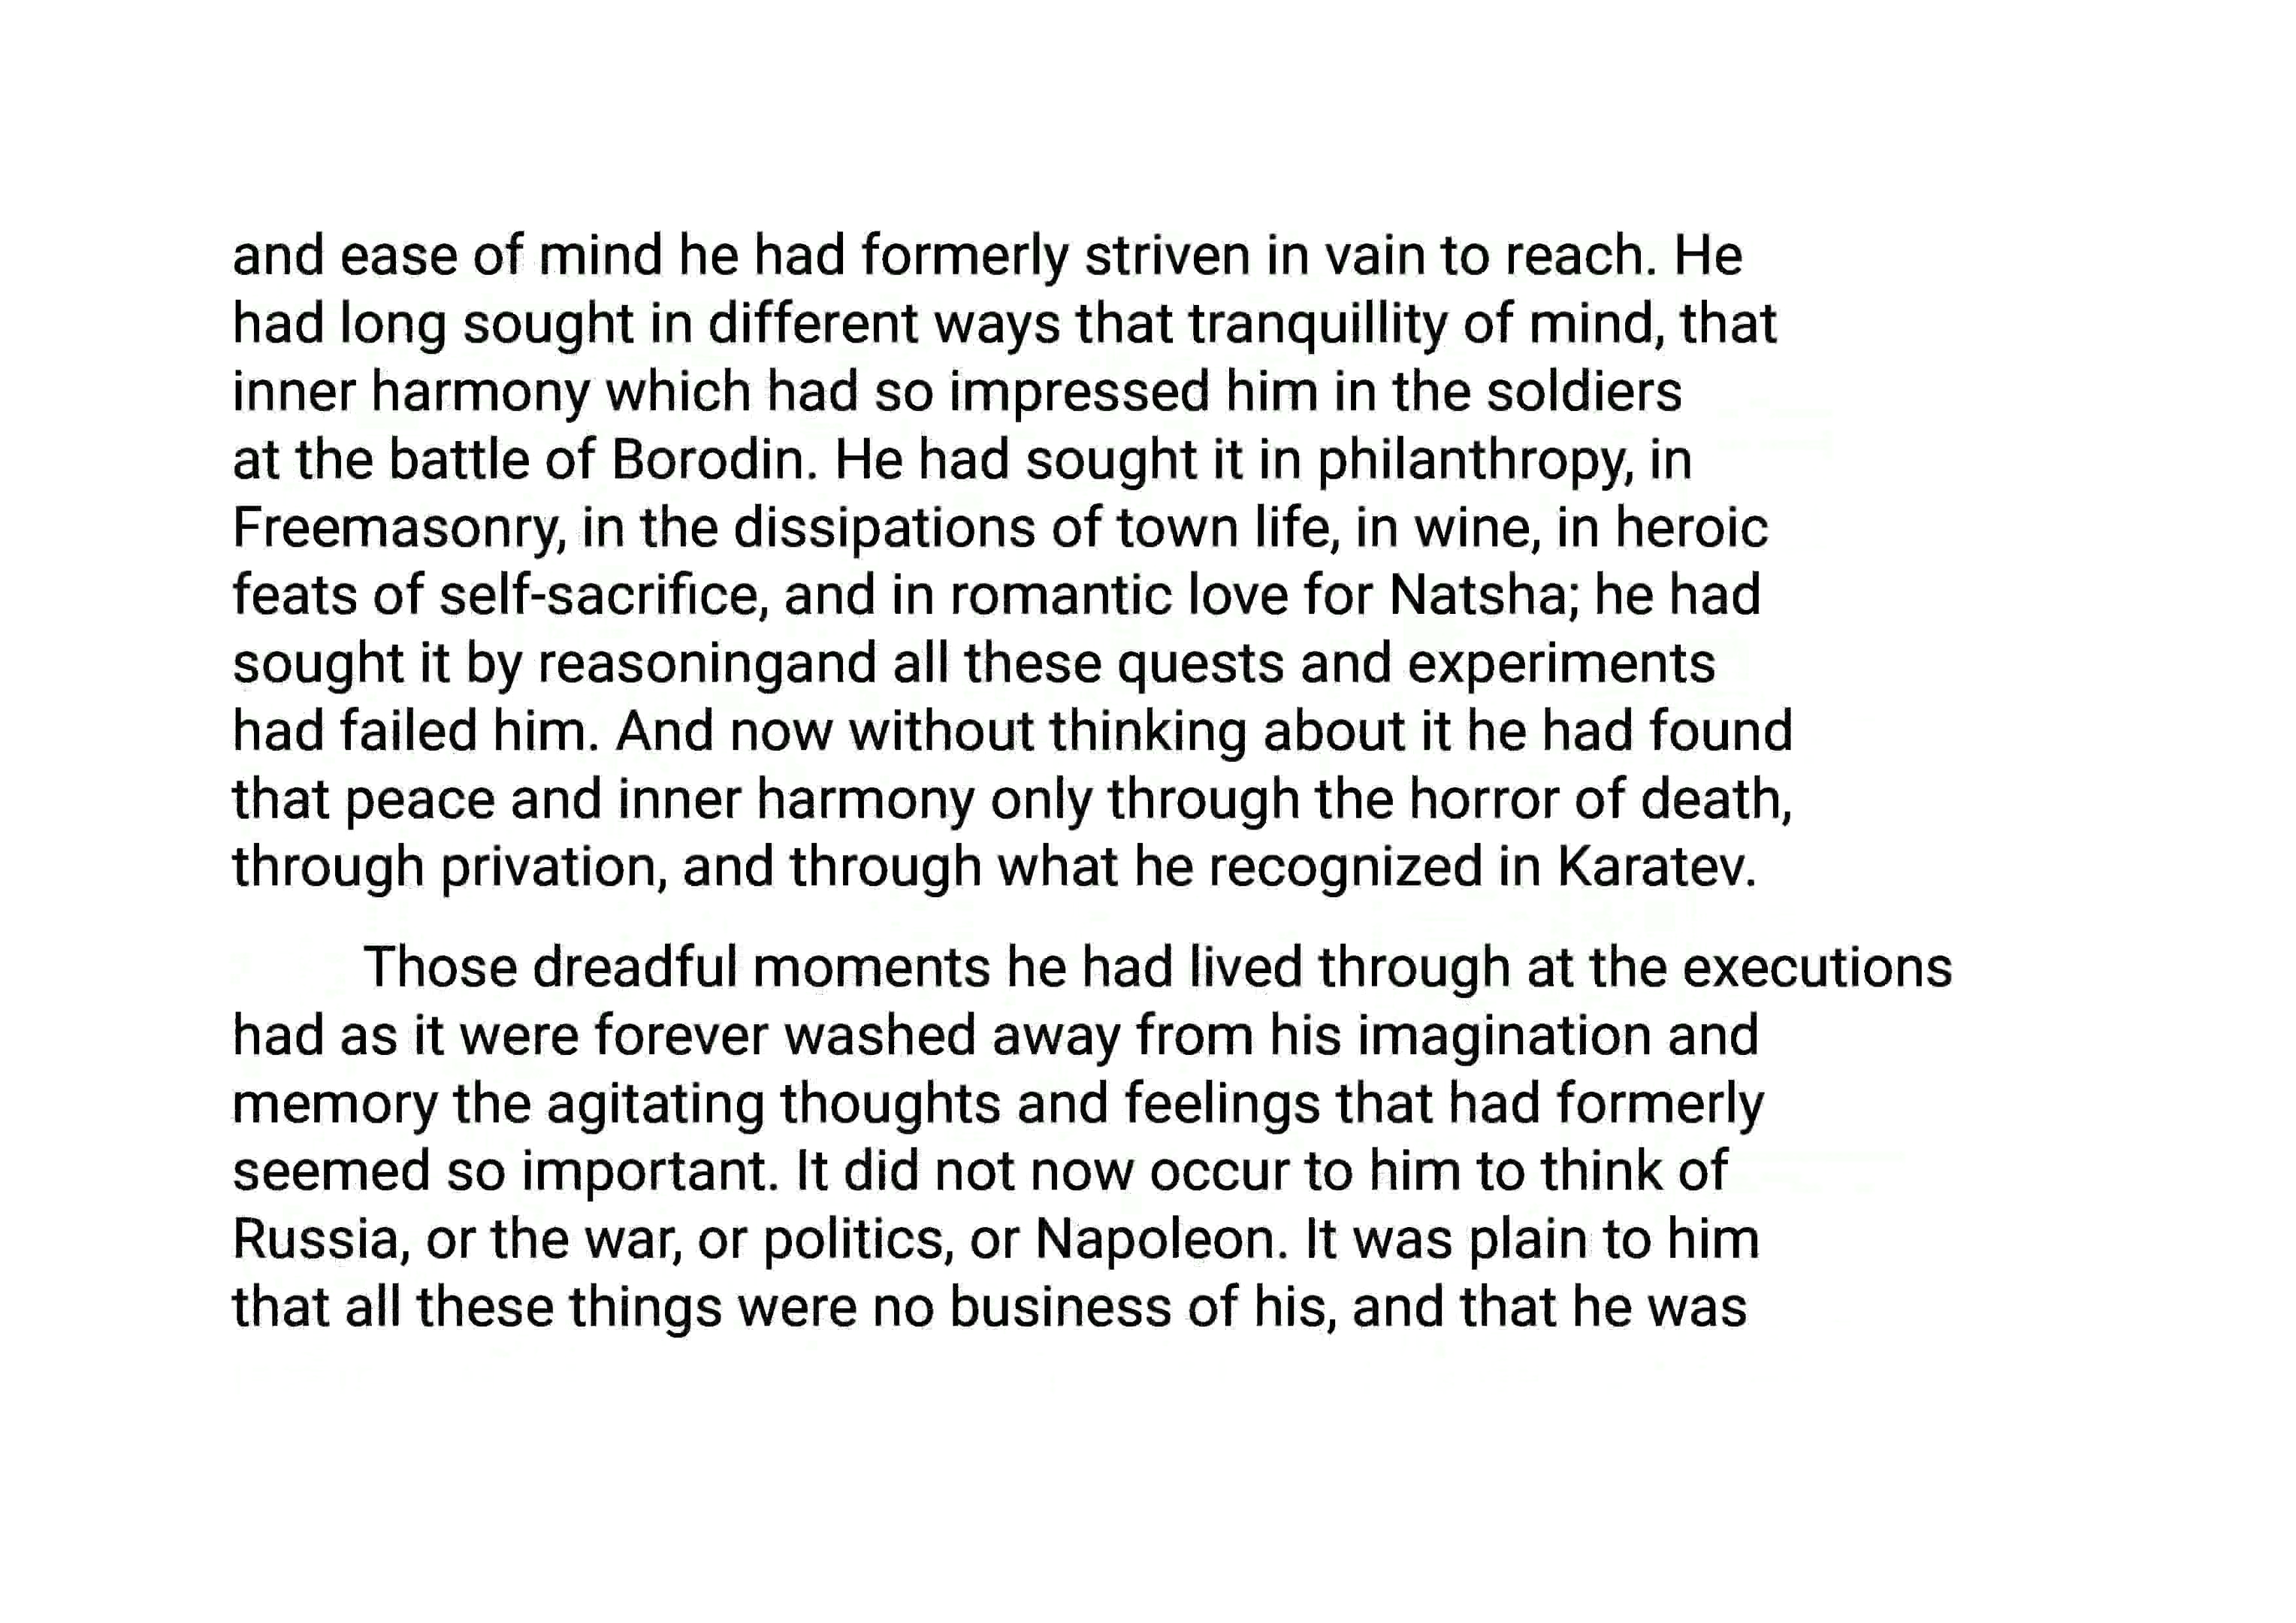 and ease of mind he had formerly striven in vain to reach. He
had long sought in different ways that tranquillity of mind, that
inner harmony which had so impressed him in the soldiers
at the battle of Borodin. He had sought it in philanthropy, in
Freemasonry, in the dissipations of town life, in wine, in heroic
feats of self-sacrifice, and in romantic love for Natsha; he had
sought it by reasoningand all these quests and experiments
had failed him. And now without thinking about it he had found
that peace and inner harmony only through the horror of death,
through privation, and through what he recognized in Karatev.
Those dreadful moments he had lived through at the executions
had as it were forever washed away from his imagination and
memory the agitating thoughts and feelings that had formerly
seemed so important. It did not now occur to him to think of
Russia, or the war, or politics, or Napoleon. It was plain to him
that all these things were no business of his, and that he was